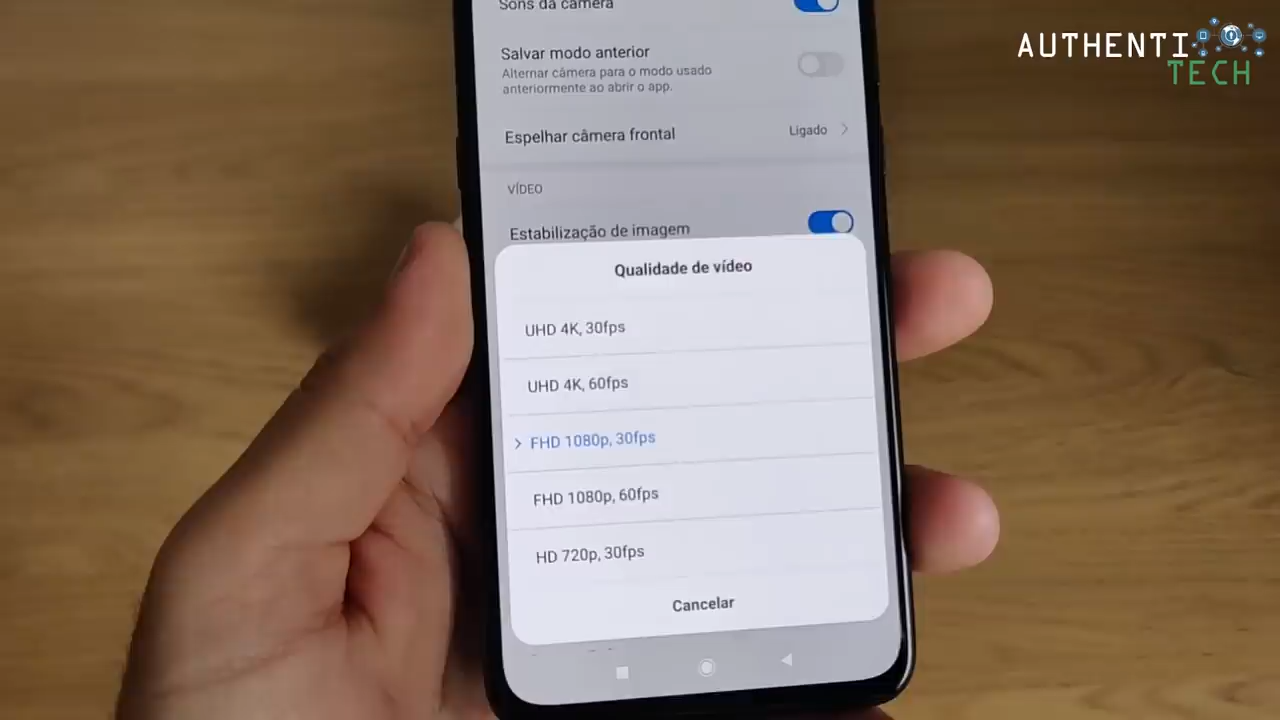 Sons da câmera
AUTHENTI
TECH
Salvar modo anterior
Alternar câmera para o modo usado
anteriormente ao abrir o app.
Espelhar câmera frontal
Ligado
VÍDEO
Estabilização de imagem
Qualidade de vídeo
UHD 4K, 30fps
UHD 4K, 60fps
FHD 1080p, 30fps
FHD 1080p, 60fps
HD 720p, 30fps
Cancelar